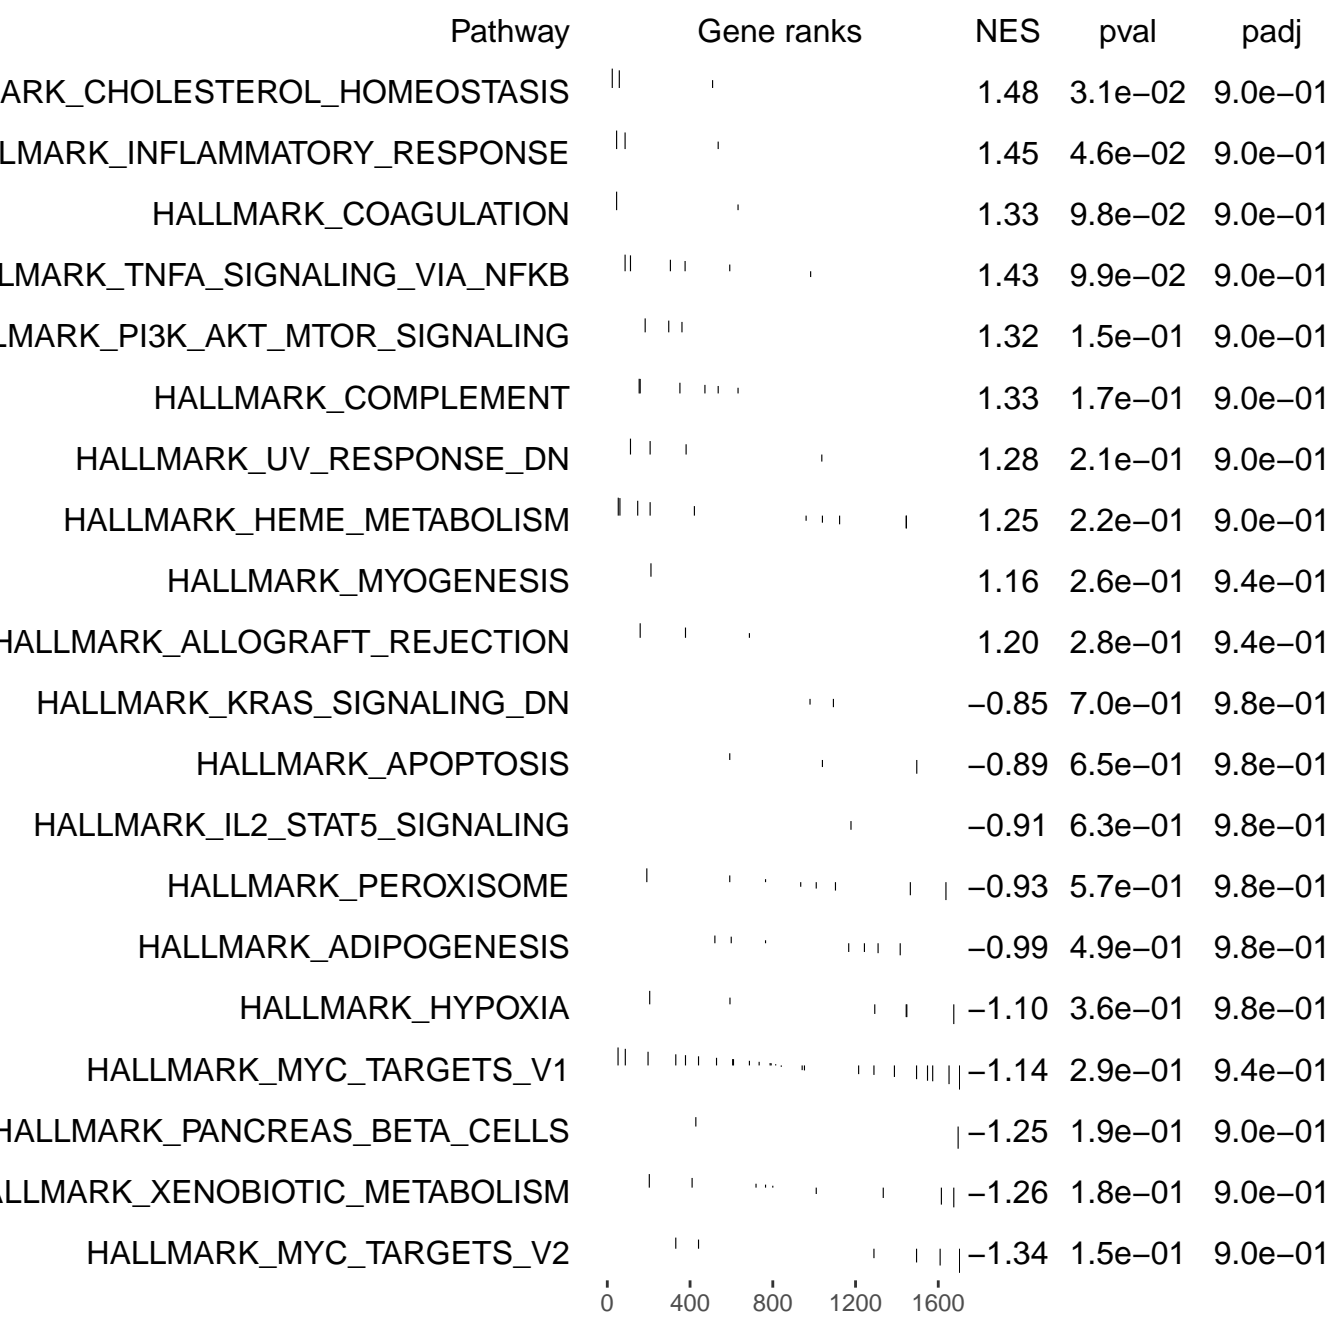 Pathway Gene ranks NES pval padj
ARK_CHOLESTEROL_HOMEOSTASIS 1.48 3.1e−02 9.0e−01
LMARK_INFLAMMATORY_RESPONSE 1.45 4.6e−02 9.0e−01
HALLMARK_COAGULATION 1.33 9.8e−02 9.0e−01
LMARK_TNFA_SIGNALING_VIA_NFKB 1.43 9.9e−02 9.0e−01
LMARK_PI3K_AKT_MTOR_SIGNALING 1.32 1.5e−01 9.0e−01
HALLMARK_COMPLEMENT 1.33 1.7e−01 9.0e−01
HALLMARK_UV_RESPONSE_DN 1.28 2.1e−01 9.0e−01
HALLMARK_HEME_METABOLISM 1.25 2.2e−01 9.0e−01
HALLMARK_MYOGENESIS 1.16 2.6e−01 9.4e−01
HALLMARK_ALLOGRAFT_REJECTION 1.20 2.8e−01 9.4e−01
HALLMARK_KRAS_SIGNALING_DN −0.85 7.0e−01 9.8e−01
HALLMARK_APOPTOSIS −0.89 6.5e−01 9.8e−01
HALLMARK_IL2_STAT5_SIGNALING −0.91 6.3e−01 9.8e−01
HALLMARK_PEROXISOME −0.93 5.7e−01 9.8e−01
HALLMARK_ADIPOGENESIS −0.99 4.9e−01 9.8e−01
HALLMARK_HYPOXIA −1.10 3.6e−01 9.8e−01
HALLMARK_MYC_TARGETS_V1 −1.14 2.9e−01 9.4e−01
HALLMARK_PANCREAS_BETA_CELLS −1.25 1.9e−01 9.0e−01
ALLMARK_XENOBIOTIC_METABOLISM −1.26 1.8e−01 9.0e−01
HALLMARK_MYC_TARGETS_V2 −1.34 1.5e−01 9.0e−01
0 400 800 1200 1600